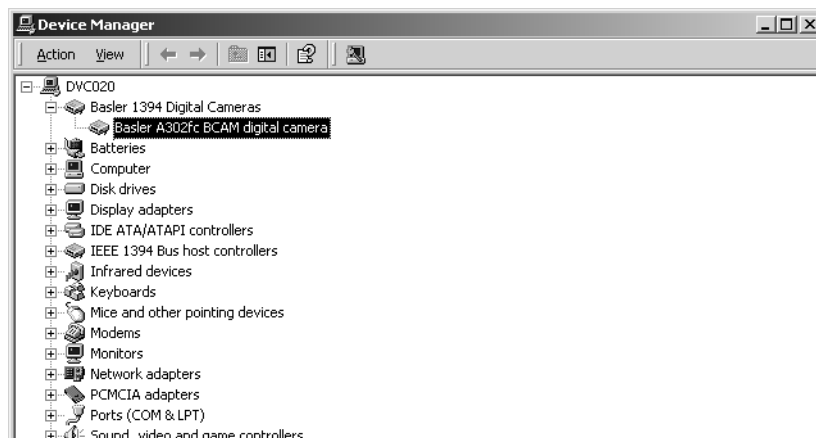 Device Manager
Action View
DVC020
Basler 1394 Digital Cameras
Basler A302fc BCAM digital camera
Batteries
Computer
Disk drives
Display adapters
IDE ATA/ATAPI controllers
IEEE 1394 Bus host controllers
Infrared devices
Keyboards
Mice and other pointing devices
Modems
Monitors
Network adapters
PCMCIA adapters
Ports (COM & LPT)
Sound, video and game controllers